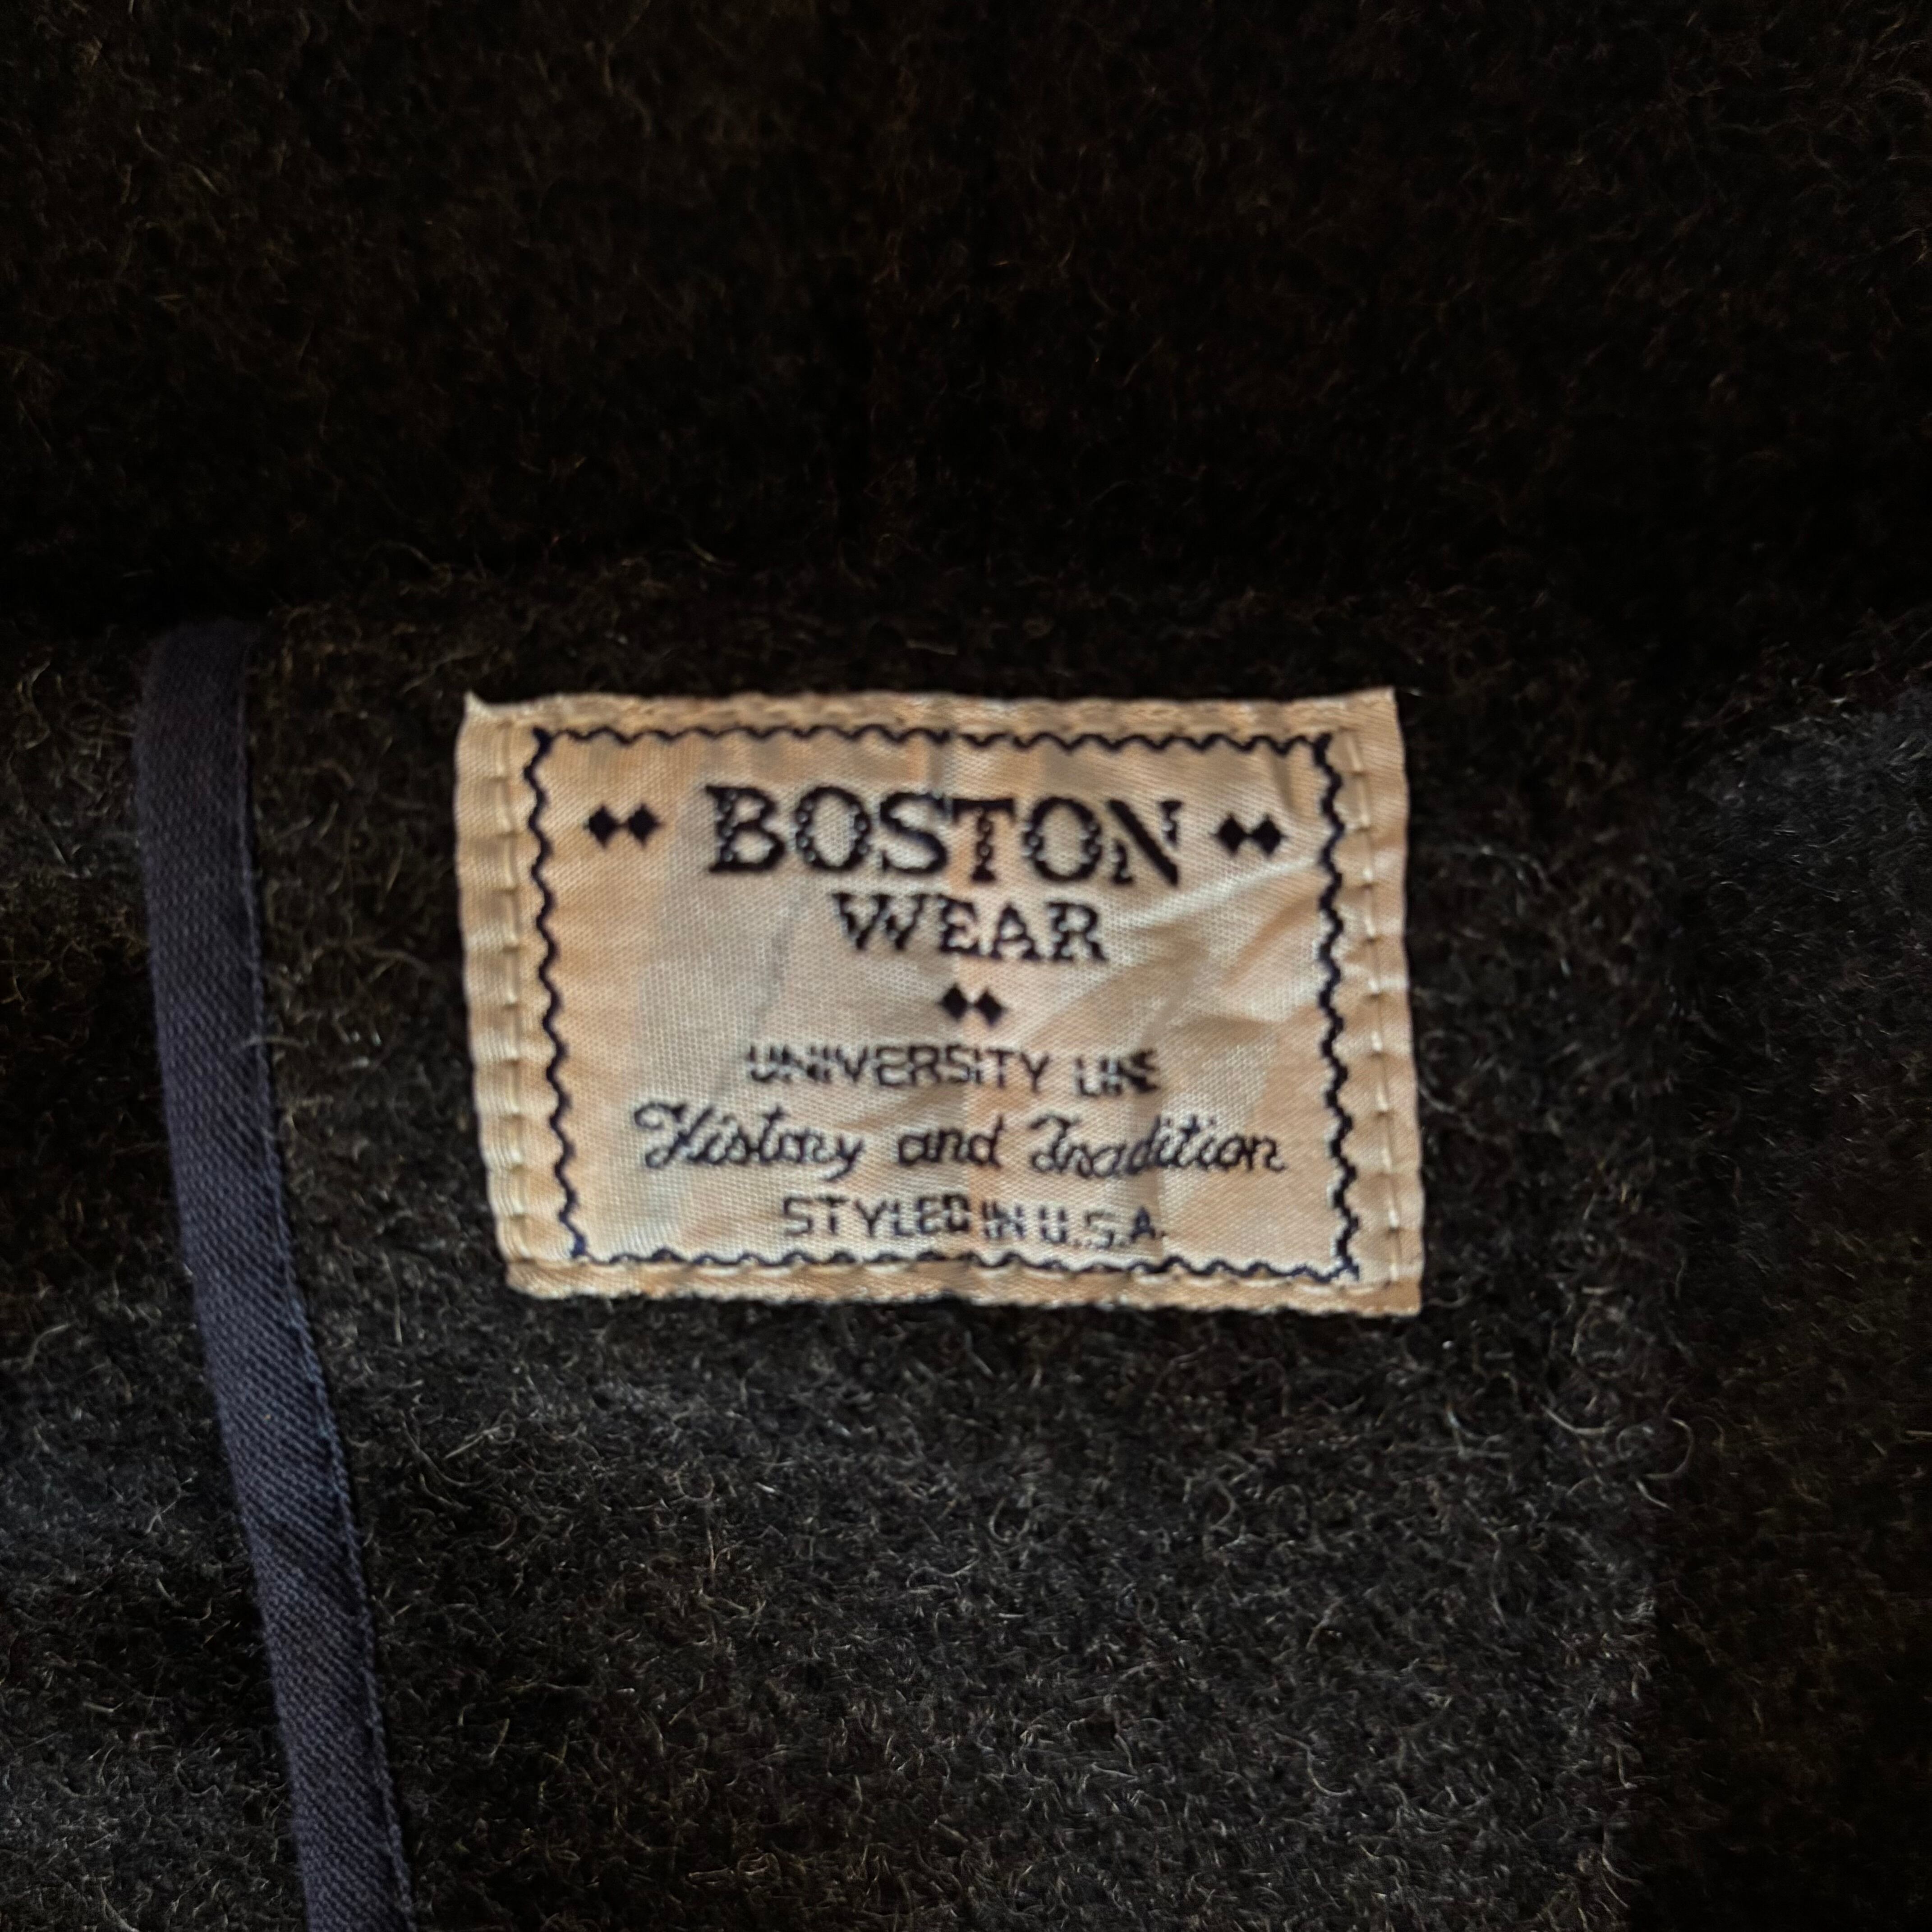 BOSTON
WEAR
UNIVERSITY LINE
History and Tradition
STYLED IN U.S.A.